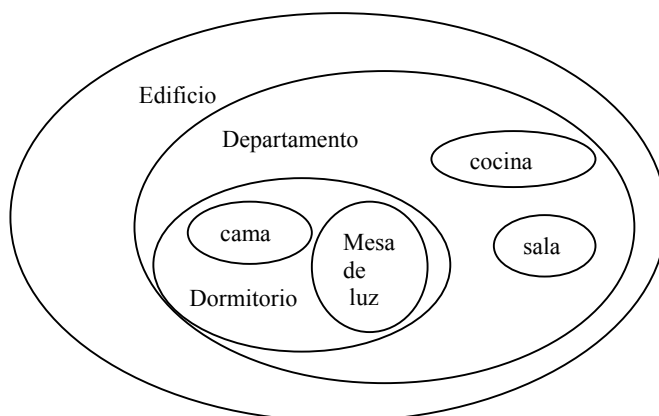 Edificio
Departamento
cocina
cama
Mesa
de
luz
sala
Dormitorio